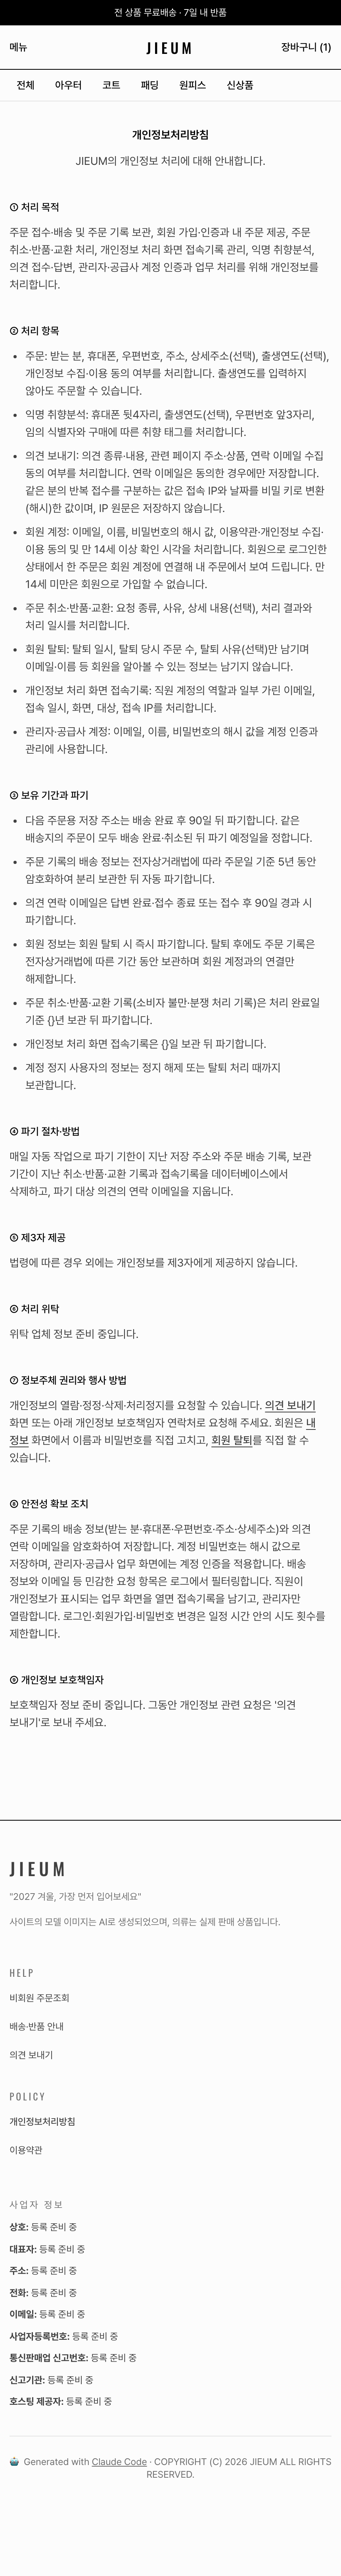 전 상품 무료배송 · 7일 내 반품
메뉴
JIEUM
장바구니 (1)
전체 아우터 코트 패딩 원피스 신상품
개인정보처리방침
JIEUM의 개인정보 처리에 대해 안내합니다.
① 처리 목적
주문 접수·배송 및 주문 기록 보관, 회원 가입·인증과 내 주문 제공, 주문
취소·반품·교환 처리, 개인정보 처리 화면 접속기록 관리, 익명 취향분석,
의견 접수·답변, 관리자·공급사 계정 인증과 업무 처리를 위해 개인정보를
처리합니다.
② 처리 항목
• 주문: 받는 분, 휴대폰, 우편번호, 주소, 상세주소(선택), 출생연도(선택),
개인정보 수집·이용 동의 여부를 처리합니다. 출생연도를 입력하지
않아도 주문할 수 있습니다.
• 익명 취향분석: 휴대폰 뒷4자리, 출생연도(선택), 우편번호 앞3자리,
임의 식별자와 구매에 따른 취향 태그를 처리합니다.
• 의견 보내기: 의견 종류·내용, 관련 페이지 주소·상품, 연락 이메일 수집
동의 여부를 처리합니다. 연락 이메일은 동의한 경우에만 저장합니다.
같은 분의 반복 접수를 구분하는 값은 접속 IP와 날짜를 비밀 키로 변환
(해시)한 값이며, IP 원문은 저장하지 않습니다.
• 회원 계정: 이메일, 이름, 비밀번호의 해시 값, 이용약관·개인정보 수집·
이용 동의 및 만 14세 이상 확인 시각을 처리합니다. 회원으로 로그인한
상태에서 한 주문은 회원 계정에 연결해 내 주문에서 보여 드립니다. 만
14세 미만은 회원으로 가입할 수 없습니다.
• 주문 취소·반품·교환: 요청 종류, 사유, 상세 내용(선택), 처리 결과와
처리 일시를 처리합니다.
• 회원 탈퇴: 탈퇴 일시, 탈퇴 당시 주문 수, 탈퇴 사유(선택)만 남기며
이메일·이름 등 회원을 알아볼 수 있는 정보는 남기지 않습니다.
• 개인정보 처리 화면 접속기록: 직원 계정의 역할과 일부 가린 이메일,
접속 일시, 화면, 대상, 접속 IP를 처리합니다.
• 관리자·공급사 계정: 이메일, 이름, 비밀번호의 해시 값을 계정 인증과
관리에 사용합니다.
③ 보유 기간과 파기
• 다음 주문용 저장 주소는 배송 완료 후 90일 뒤 파기합니다. 같은
배송지의 주문이 모두 배송 완료·취소된 뒤 파기 예정일을 정합니다.
• 주문 기록의 배송 정보는 전자상거래법에 따라 주문일 기준 5년 동안
암호화하여 분리 보관한 뒤 자동 파기합니다.
• 의견 연락 이메일은 답변 완료·접수 종료 또는 접수 후 90일 경과 시
파기합니다.
• 회원 정보는 회원 탈퇴 시 즉시 파기합니다. 탈퇴 후에도 주문 기록은
전자상거래법에 따른 기간 동안 보관하며 회원 계정과의 연결만
해제합니다.
• 주문 취소·반품·교환 기록(소비자 불만·분쟁 처리 기록)은 처리 완료일
기준 {}년 보관 뒤 파기합니다.
• 개인정보 처리 화면 접속기록은 {}일 보관 뒤 파기합니다.
• 계정 정지 사용자의 정보는 정지 해제 또는 탈퇴 처리 때까지
보관합니다.
④ 파기 절차·방법
매일 자동 작업으로 파기 기한이 지난 저장 주소와 주문 배송 기록, 보관
기간이 지난 취소·반품·교환 기록과 접속기록을 데이터베이스에서
삭제하고, 파기 대상 의견의 연락 이메일을 지웁니다.
⑤ 제3자 제공
법령에 따른 경우 외에는 개인정보를 제3자에게 제공하지 않습니다.
⑥ 처리 위탁
위탁 업체 정보 준비 중입니다.
⑦ 정보주체 권리와 행사 방법
개인정보의 열람·정정·삭제·처리정지를 요청할 수 있습니다. 의견 보내기
화면 또는 아래 개인정보 보호책임자 연락처로 요청해 주세요. 회원은 내
정보 화면에서 이름과 비밀번호를 직접 고치고, 회원 탈퇴를 직접 할 수
있습니다.
⑧ 안전성 확보 조치
주문 기록의 배송 정보(받는 분·휴대폰·우편번호·주소·상세주소)와 의견
연락 이메일을 암호화하여 저장합니다. 계정 비밀번호는 해시 값으로
저장하며, 관리자·공급사 업무 화면에는 계정 인증을 적용합니다. 배송
정보와 이메일 등 민감한 요청 항목은 로그에서 필터링합니다. 직원이
개인정보가 표시되는 업무 화면을 열면 접속기록을 남기고, 관리자만
열람합니다. 로그인·회원가입·비밀번호 변경은 일정 시간 안의 시도 횟수를
제한합니다.
⑨ 개인정보 보호책임자
보호책임자 정보 준비 중입니다. 그동안 개인정보 관련 요청은 '의견
보내기'로 보내 주세요.
JIEUM
"2027 겨울, 가장 먼저 입어보세요"
사이트의 모델 이미지는 AI로 생성되었으며, 의류는 실제 판매 상품입니다.
HELP
비회원 주문조회
배송·반품 안내
의견 보내기
POLICY
개인정보처리방침
이용약관
사업자 정보
상호: 등록 준비 중
대표자: 등록 준비 중
주소: 등록 준비 중
전화: 등록 준비 중
이메일: 등록 준비 중
사업자등록번호: 등록 준비 중
통신판매업 신고번호: 등록 준비 중
신고기관: 등록 준비 중
호스팅 제공자: 등록 준비 중
🤖 Generated with Claude Code · COPYRIGHT (C) 2026 JIEUM ALL RIGHTS
RESERVED.